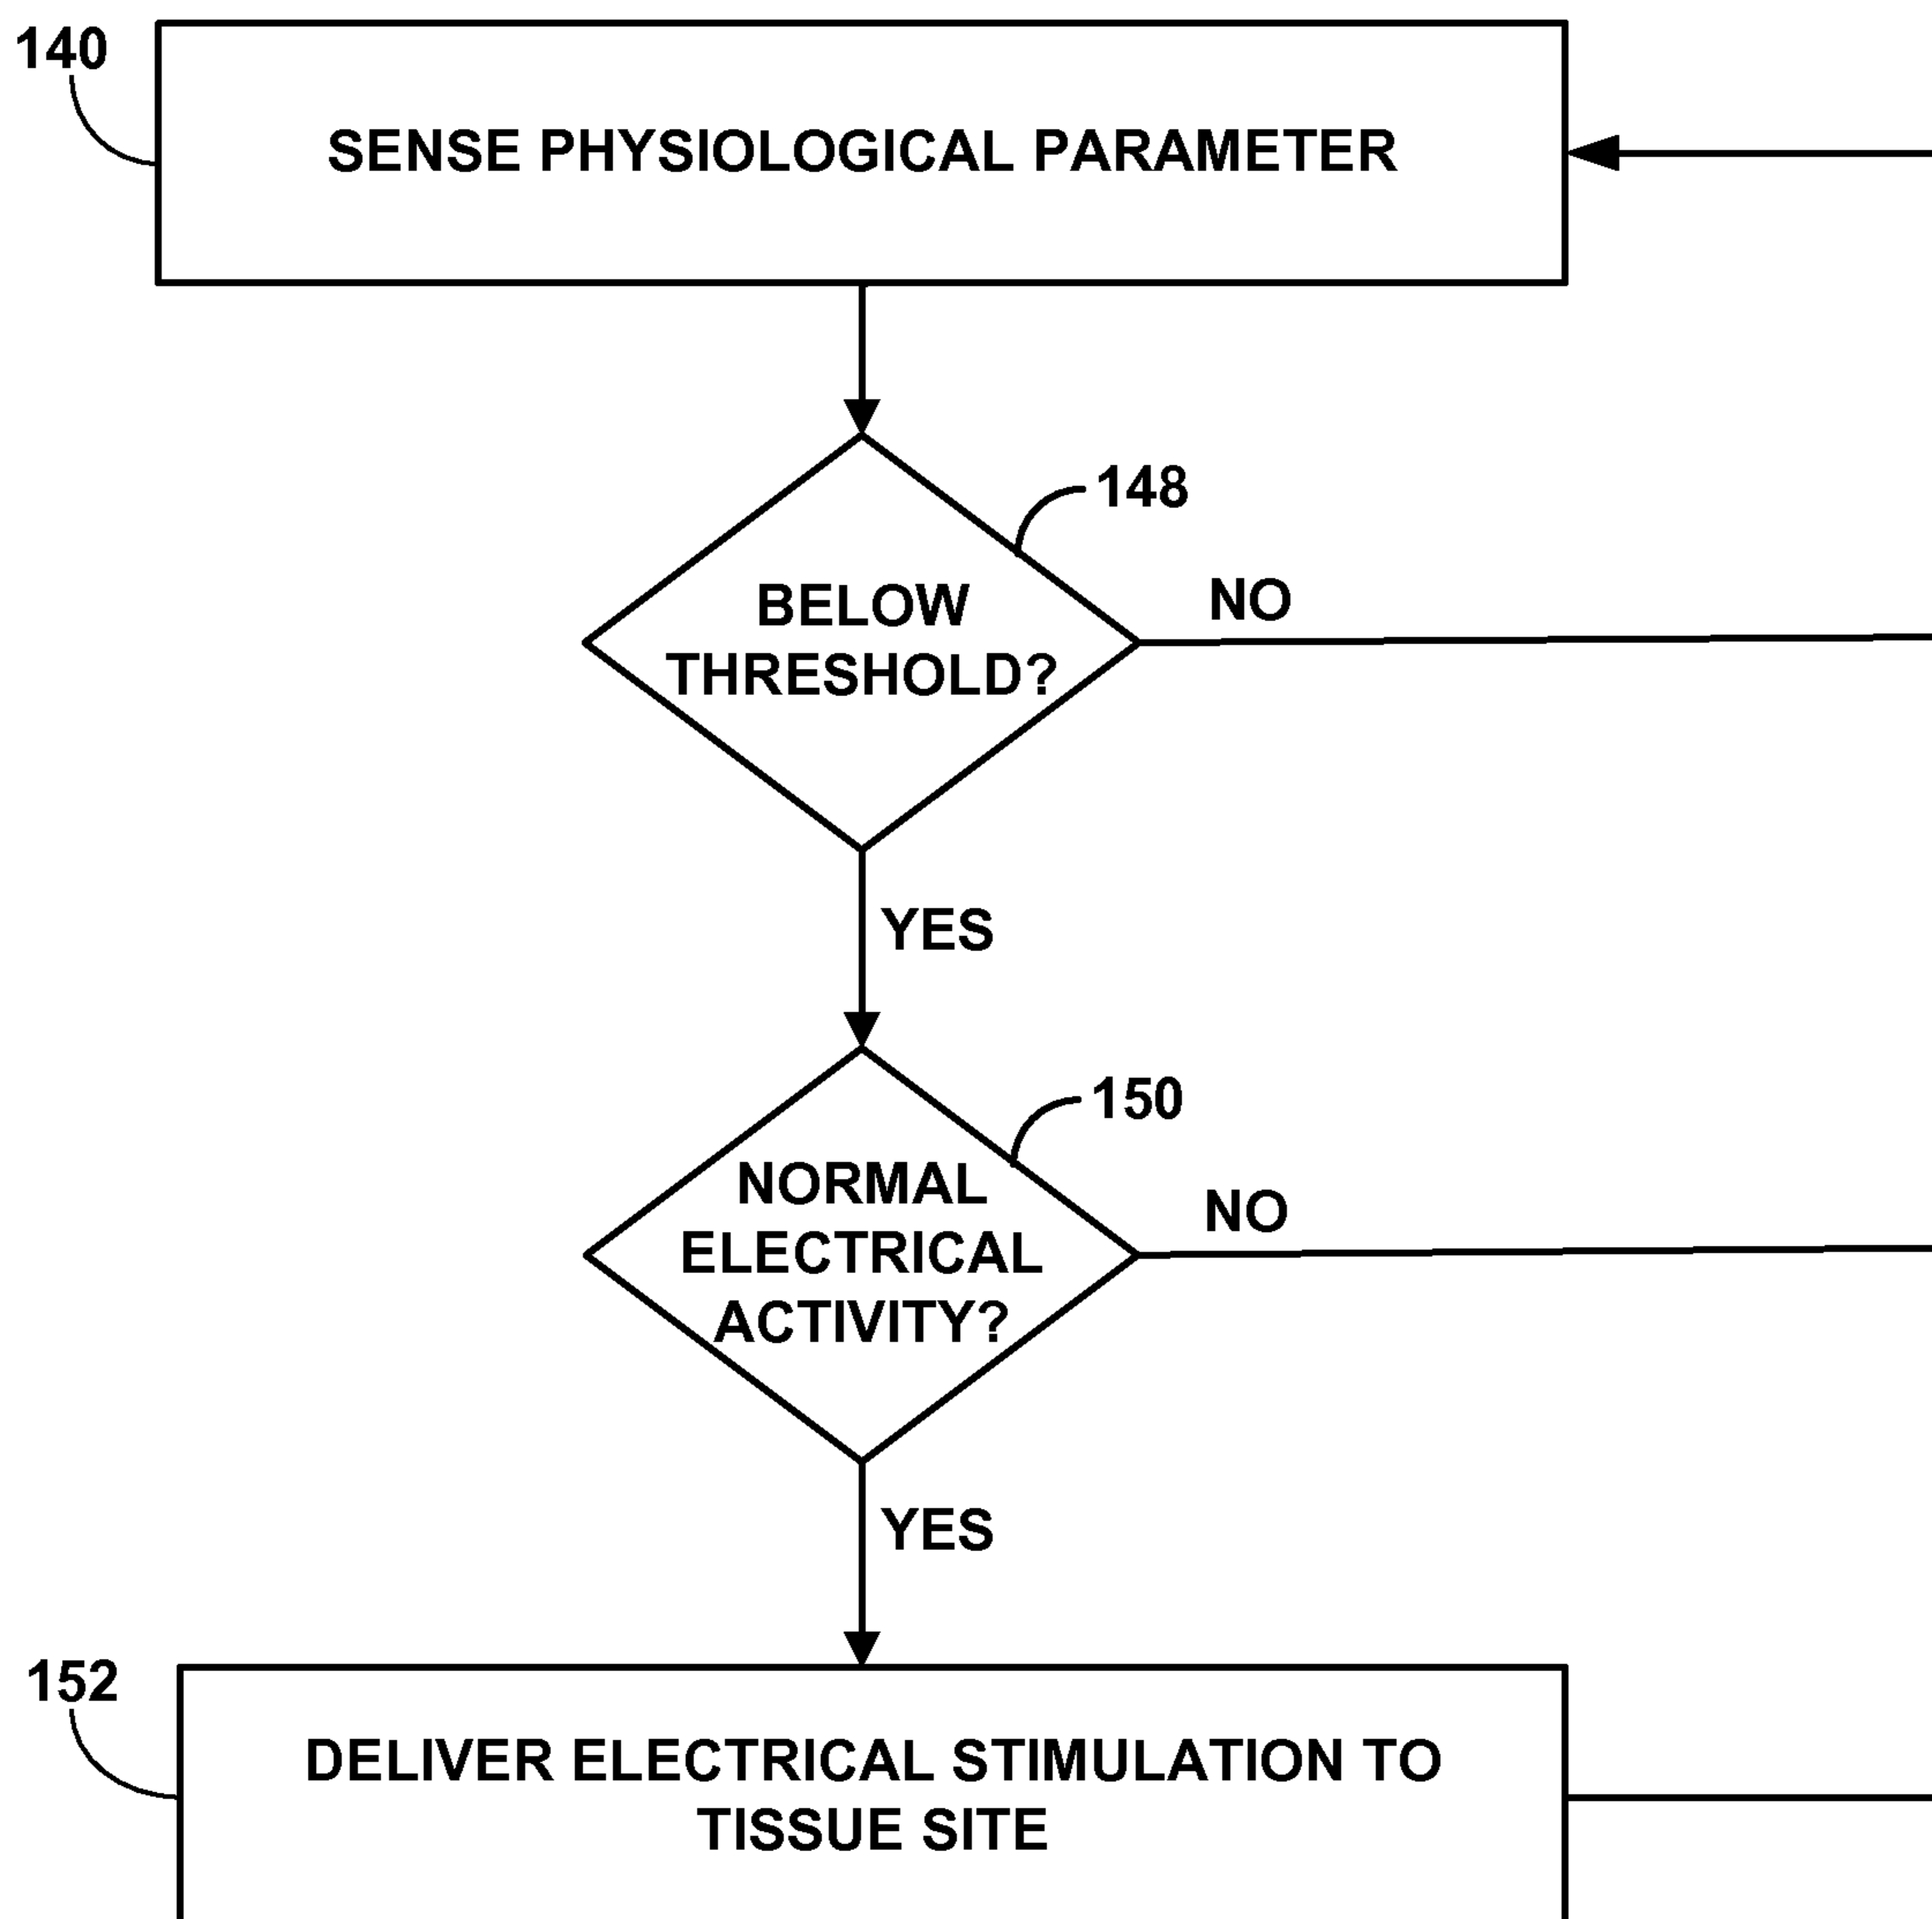 140
SENSE PHYSIOLOGICAL PARAMETER
148
BELOW
THRESHOLD?
NO
YES
150
NORMAL
ELECTRICAL
ACTIVITY?
NO
YES
152
DELIVER ELECTRICAL STIMULATION TO
TISSUE SITE